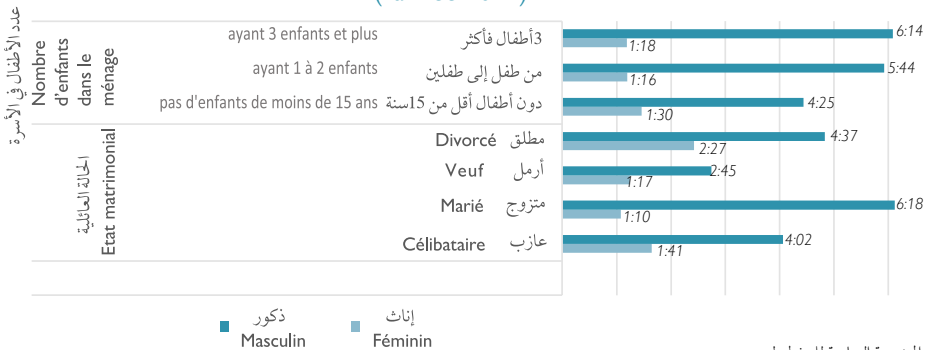 عدد الأطفال في الأسرة
Nombre
d'enfants
dans le
ménage
ayant 3 enfants et plus 3أطفال فأكثر 6:14
1:18
ayant 1 à 2 enfants من طفل إلى طفلين 5:44
1:16
pas d'enfants de moins de 15 ans دون أطفال أقل من 15سنة 4:25
1:30
الحالة العائلية
Etat matrimonial
Divorcé مطلق 4:37
2:27
Veuf أرمل 2:45
1:17
Marié متزوج 6:18
1:10
Célibataire عازب 4:02
1:41
ذكور
Masculin
إناث
Féminin